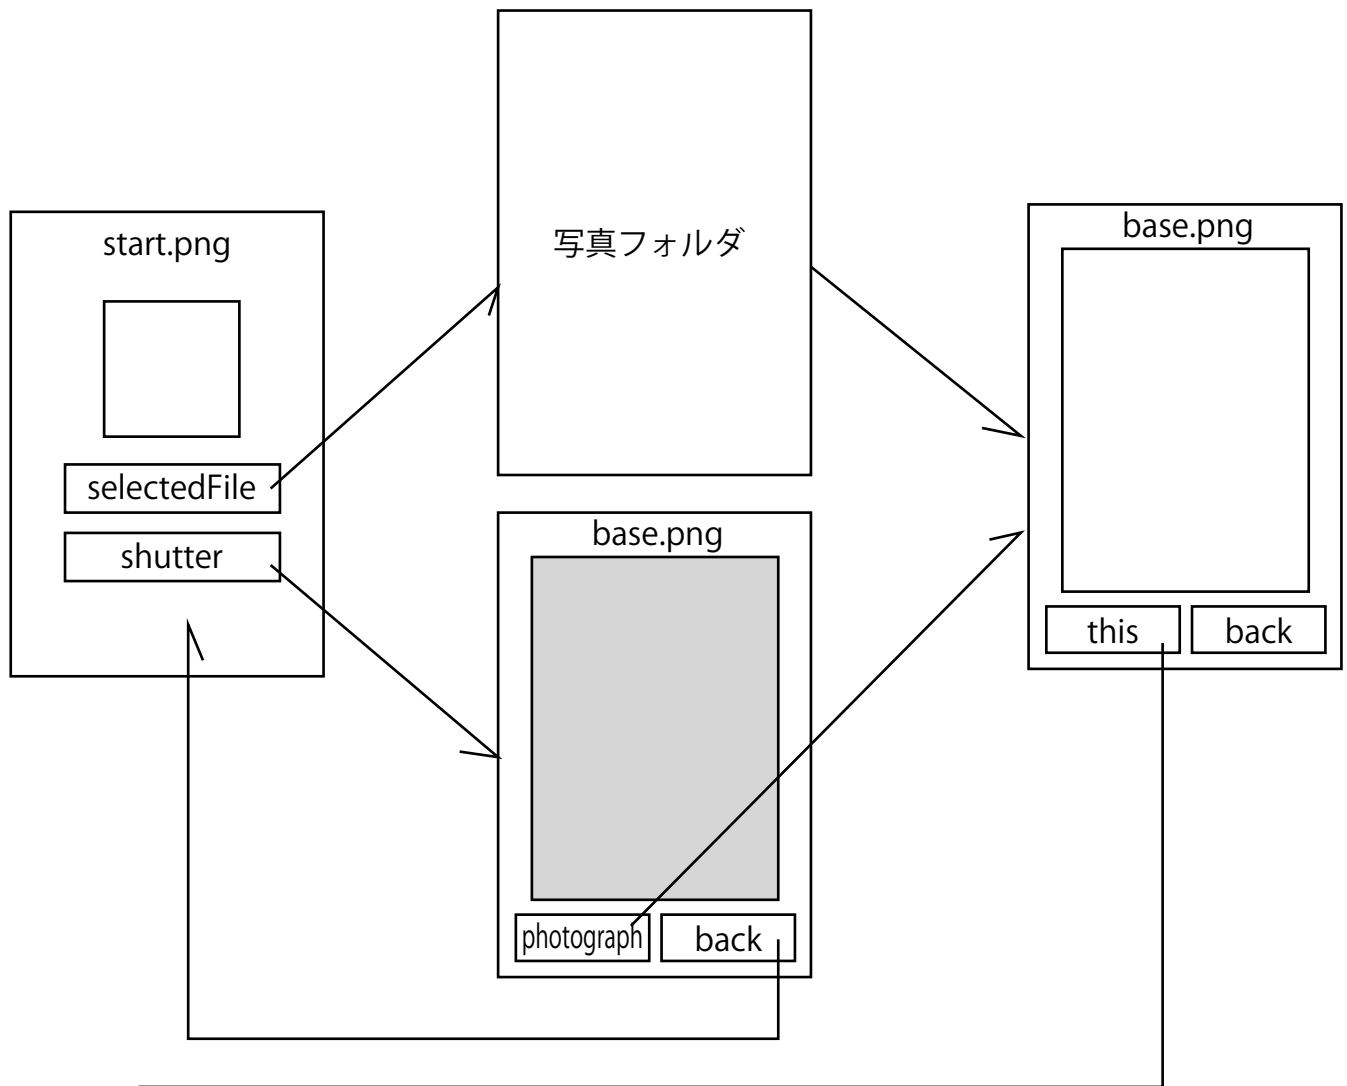 start.png
selectedFile
shutter
写真フォルダ
base.png
photograph
back
base.png
this
back